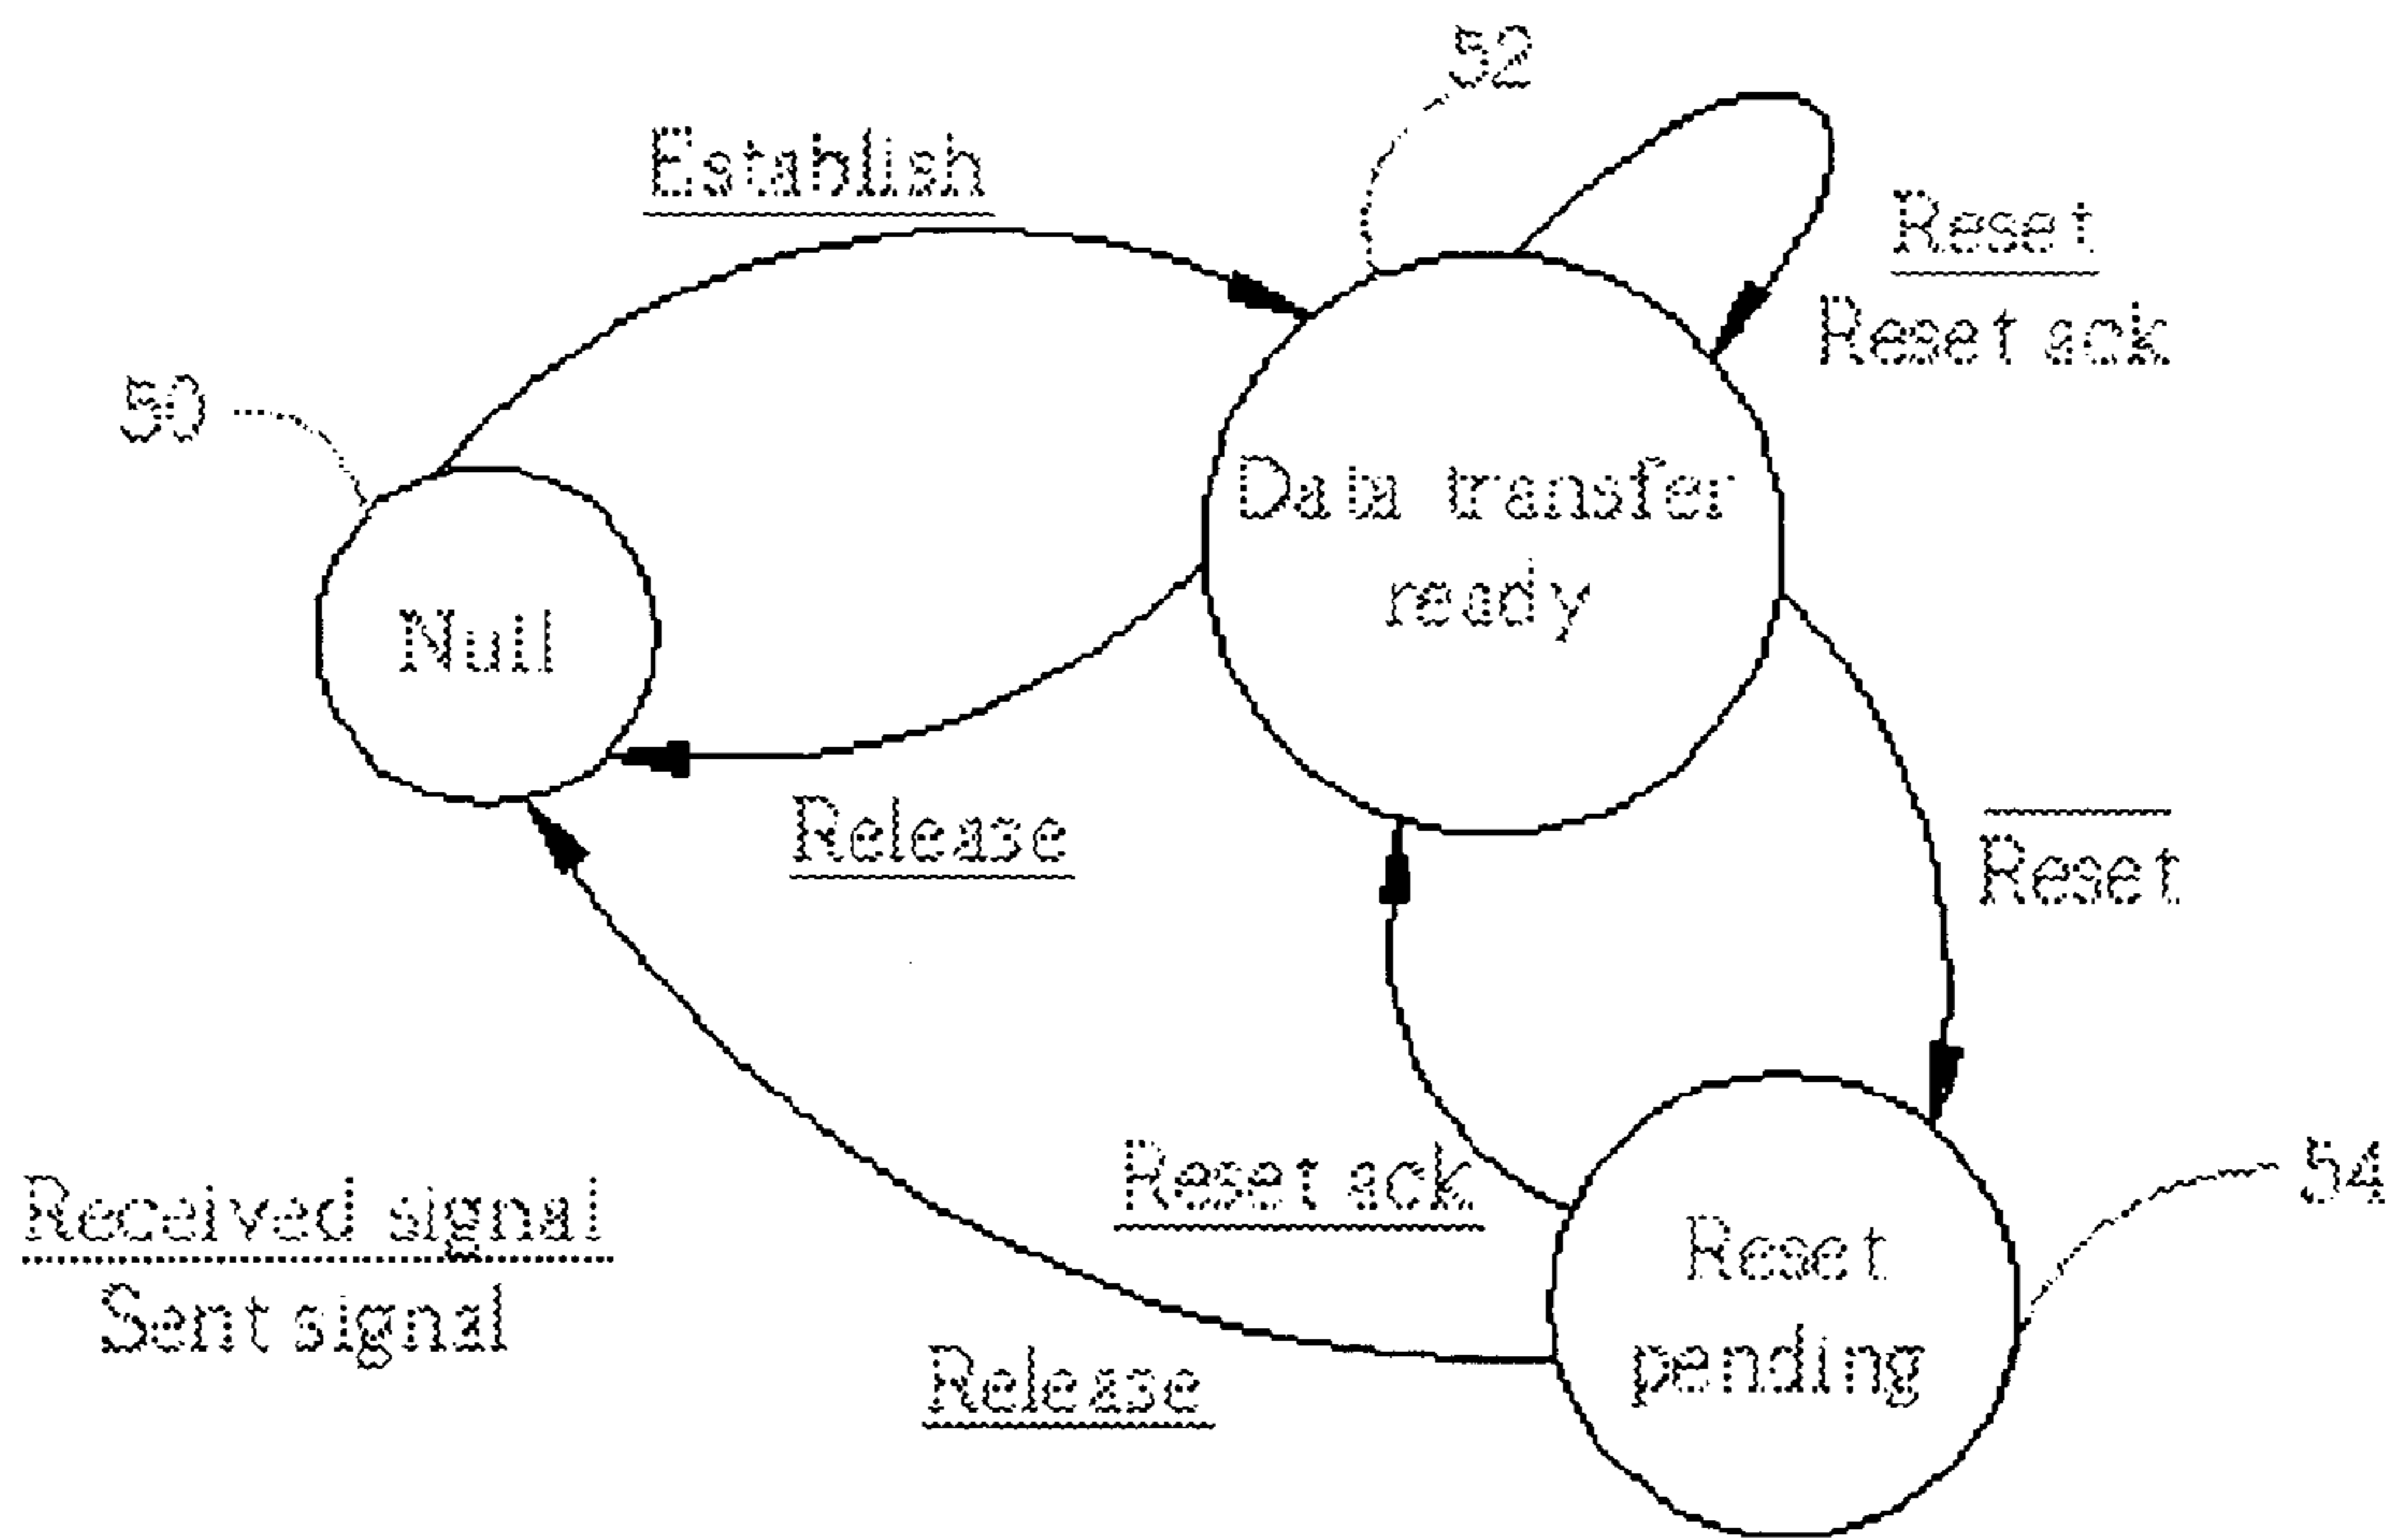 52
Establish
Reset
Reset ack
50
Data transfer
ready
Null
Release
Reset
Reset ack
54
Received signal
Sent signal
Reset
pending
Release